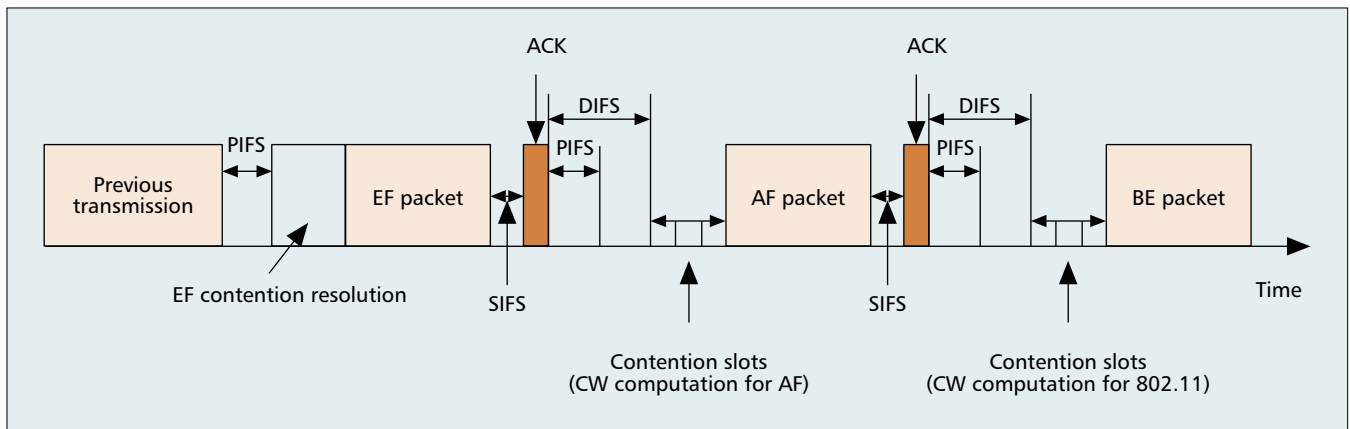 ACK
ACK
DIFS
DIFS
PIFS
PIFS
PIFS
Previous
transmission
EF packet
AF packet
BE packet
EF contention resolution
SIFS
SIFS
Time
Contention slots
(CW computation for AF)
Contention slots
(CW computation for 802.11)